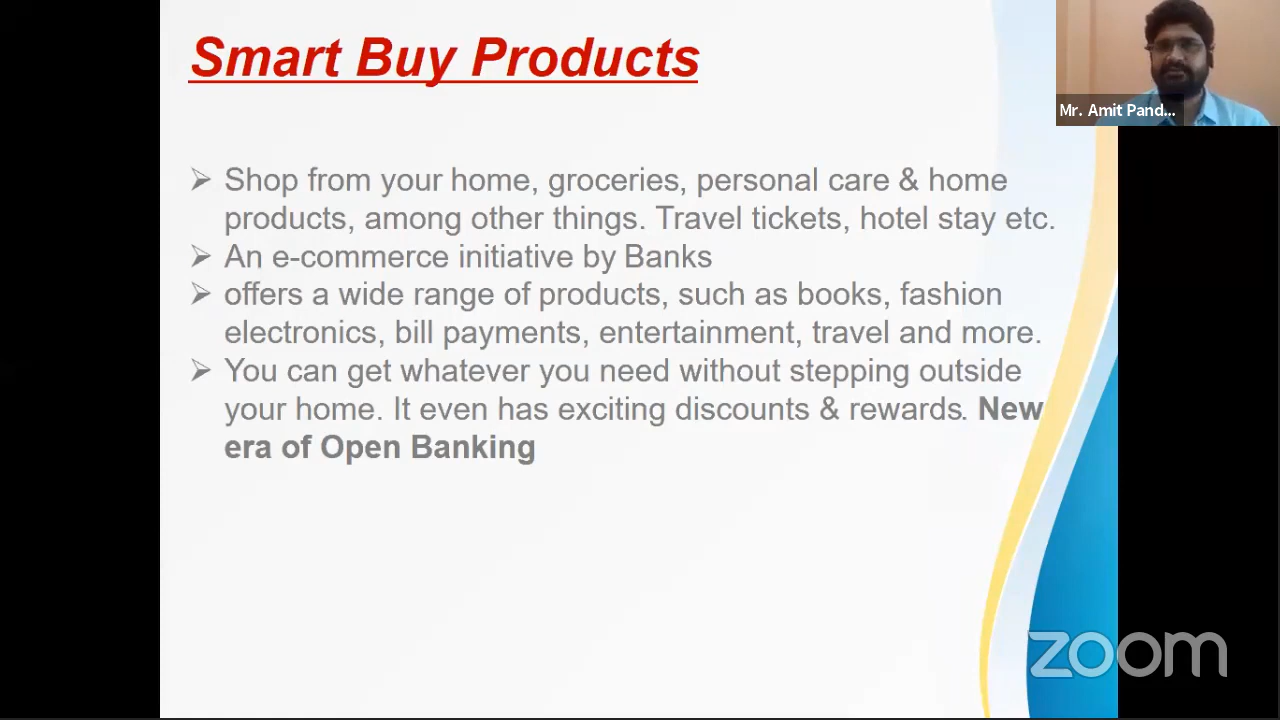 Smart Buy Products
Mr. Amit Pand...
➢ Shop from your home, groceries, personal care & home
products, among other things. Travel tickets, hotel stay etc.
➢ An e-commerce initiative by Banks
➢ offers a wide range of products, such as books, fashion
electronics, bill payments, entertainment, travel and more.
➢ You can get whatever you need without stepping outside
your home. It even has exciting discounts & rewards. New
era of Open Banking
zoom